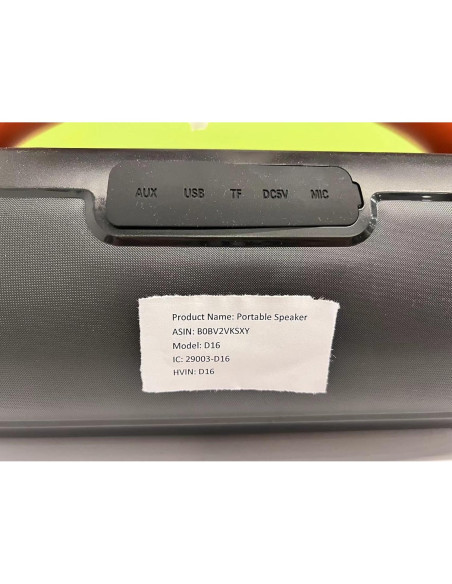 AUX USB TF DC5V MIC
Product Name: Portable Speaker
ASIN: B0BV2VKSXY
Model: D16
IC: 29003-D16
HVIN: D16